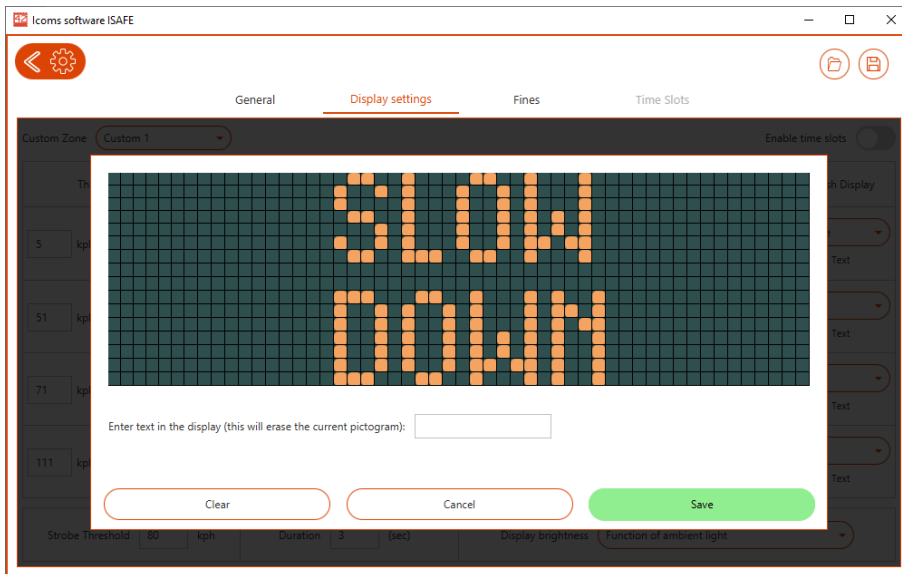 Icoms software ISAFE
General Display settings Fines Time Slots
Custom Zone Custom 1 Enable time slots
Display
SLOW
DOWN
5
Text
51
Text
71
Text
111
Text
Enter text in the display (this will erase the current pictogram):
Clear Cancel Save
Strobe Threshold 80 kph Duration 3 (sec) Display brightness Function of ambient light